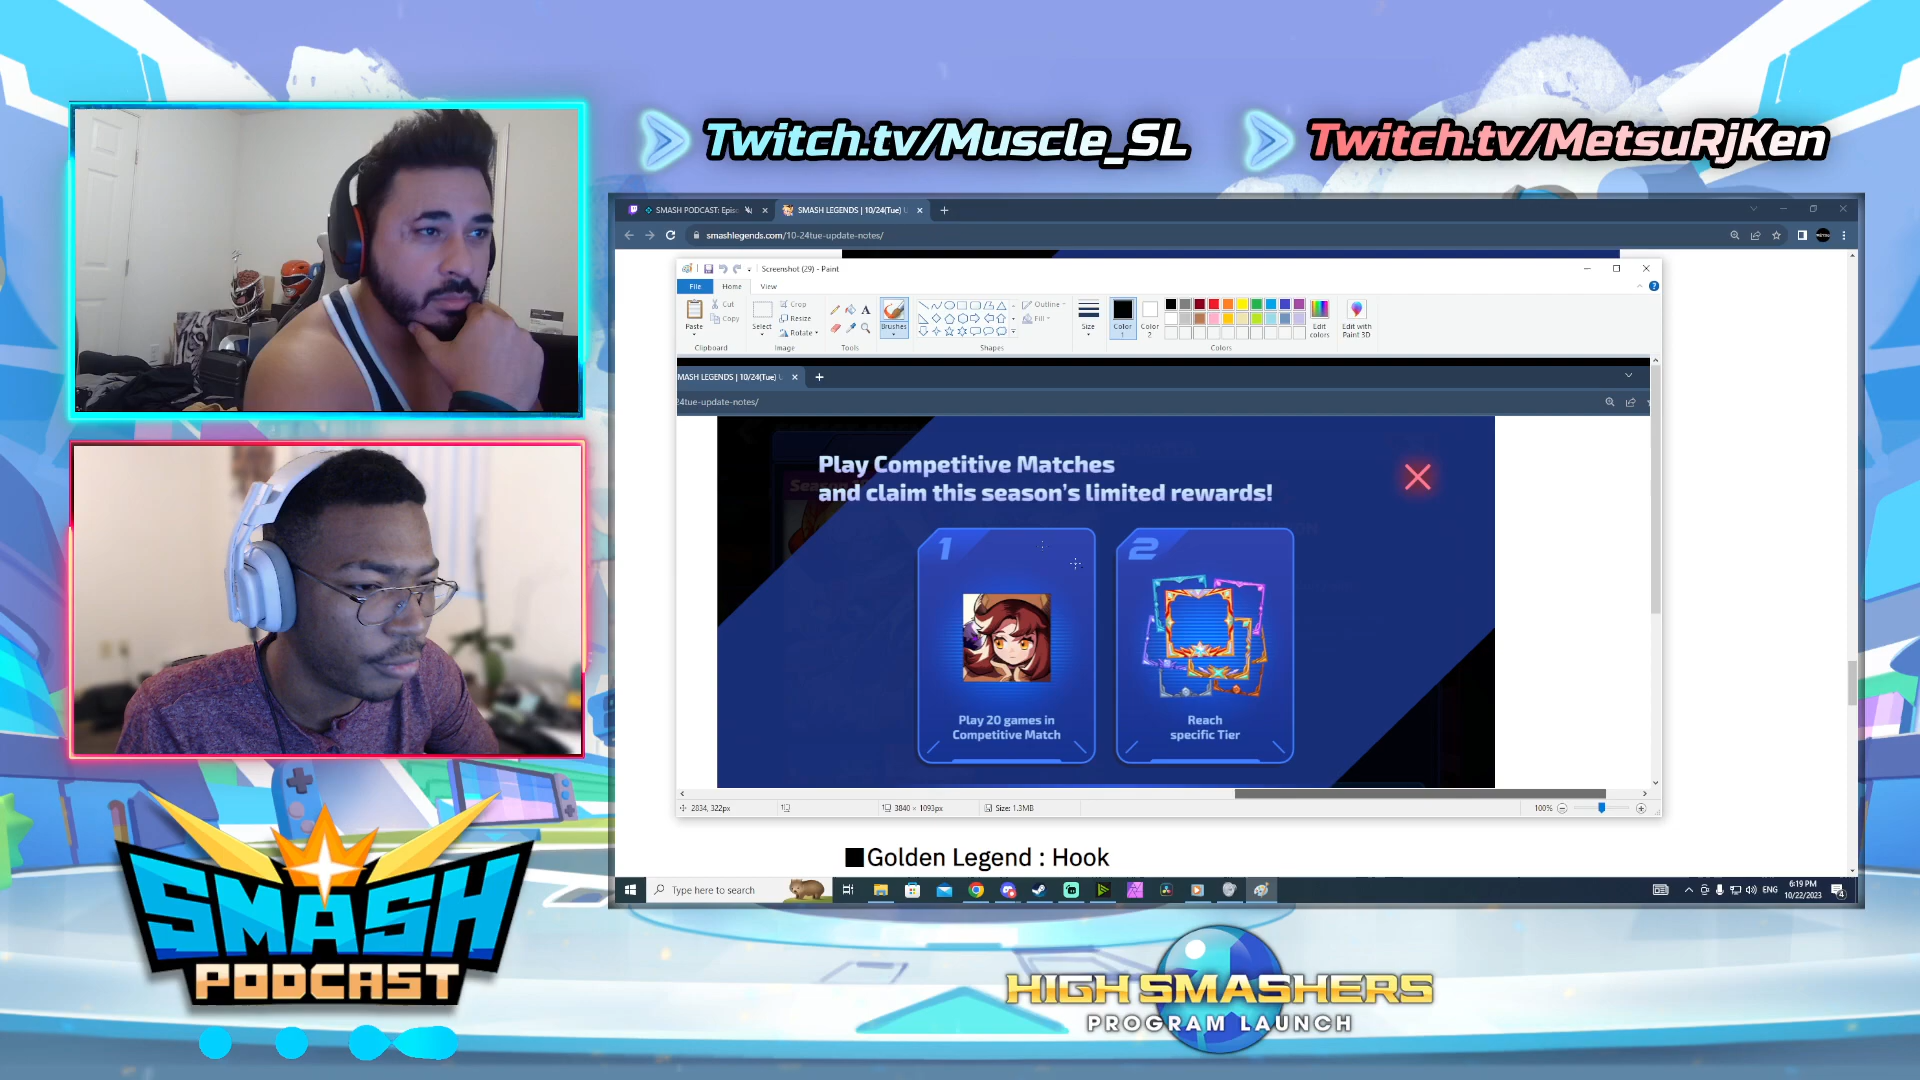 Twitch.tv/Muscle_SL
Twitch.tv/MetsuRjKen
SMASH PODCAST: Epis
SMASH LEGENDS | 10/24(Tue) U
smashlegends.com/10-24tue-update-notes/
Screenshot (29) - Paint
File
Home
View
Paste
Cut
Copy
Clipboard
Select
Crop
Resize
Rotate
Image
A
Tools
Brushes
Outline
Fill
Shapes
Size
Color
1
Color
2
Edit
colors
Edit with
Paint 3D
Colors
MASH LEGENDS | 10/24(Tue) U
24tue-update-notes/
Play Competitive Matches
and claim this season's limited rewards!
1
Play 20 games in
Competitive Match
2
Reach
specific Tier
2834, 322px
3840 × 1093px
Size: 1.3MB
100%
■Golden Legend : Hook
Type here to search
ENG
6:19 PM
10/22/2023
4
SMASH
PODCAST
HIGH SMASHERS
PROGRAM LAUNCH